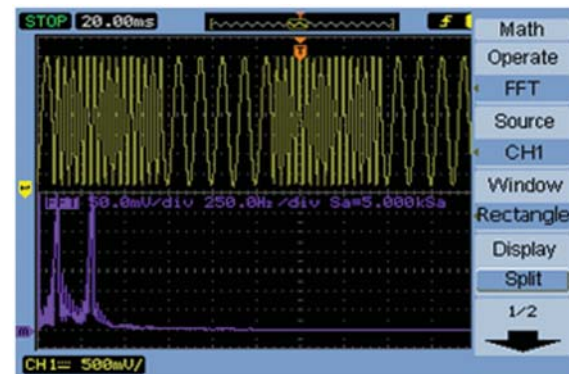 STOP 20.00ms
T
FFT 50.0mV/div 250.0Hz/div Sa=5.000kSa
m
CH1 500mV/
Math
Operate
FFT
Source
CH1
Window
Rectangle
Display
Split
1/2